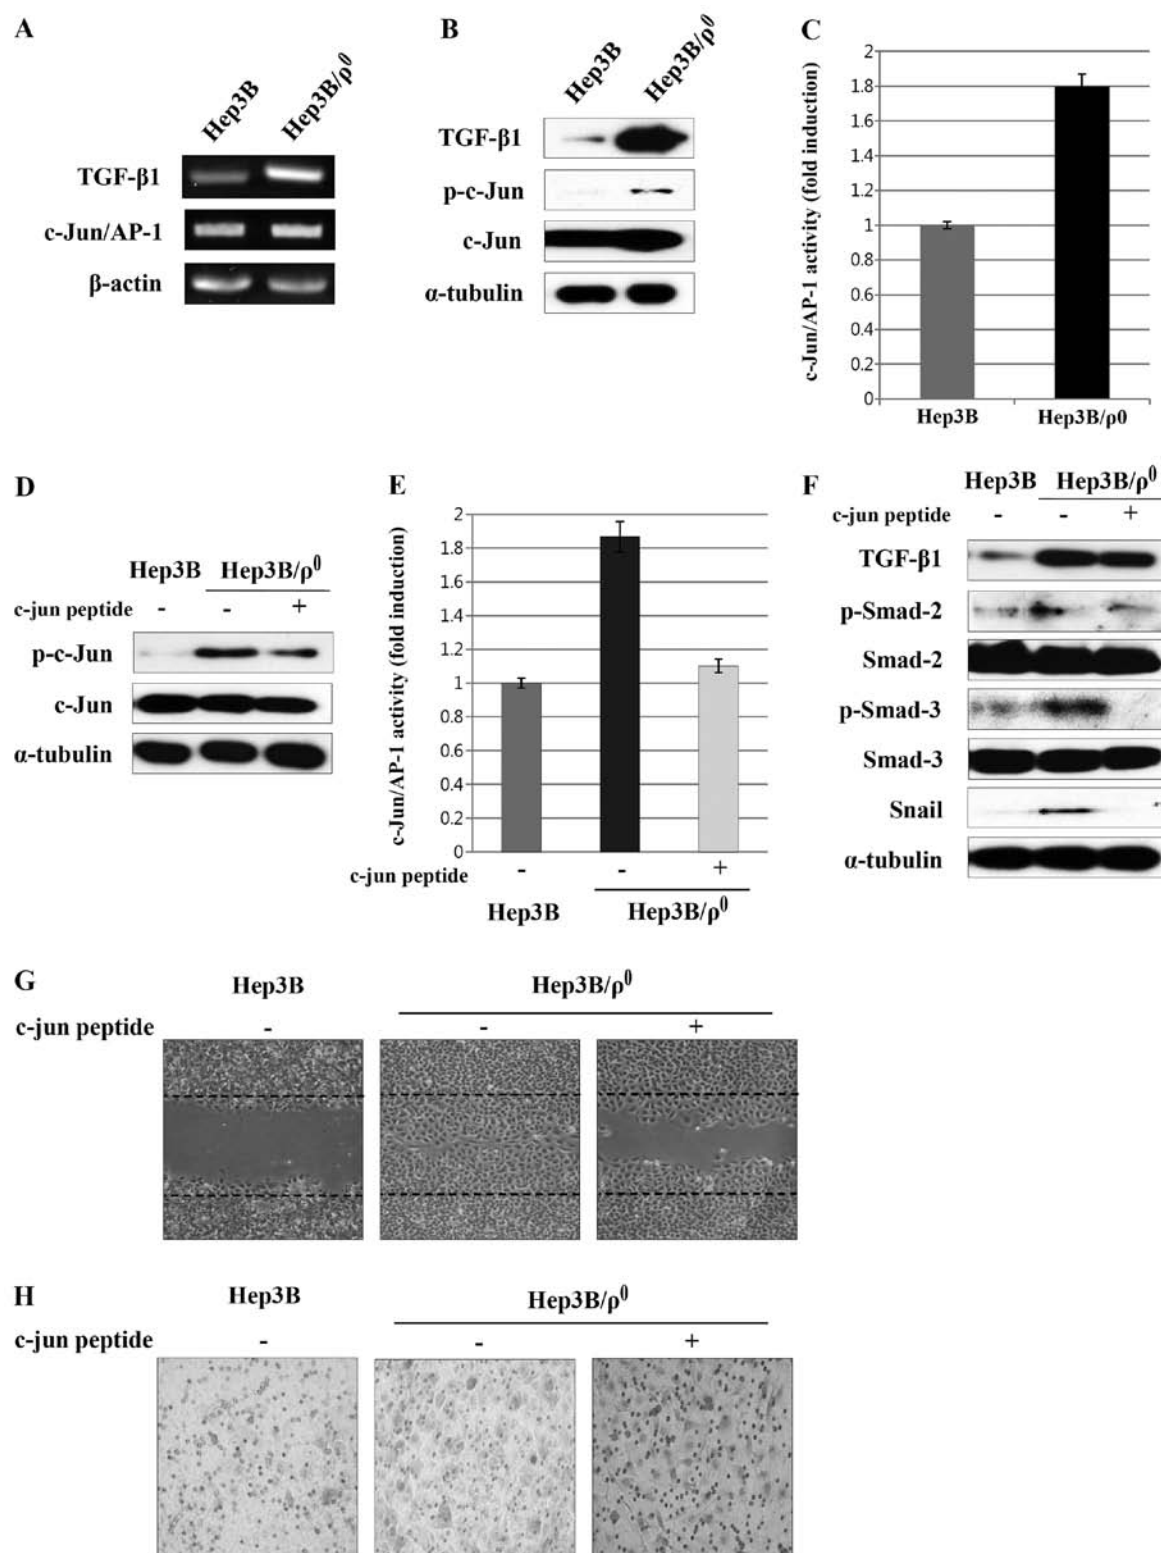 A
Hep3B
Hep3B/ρ⁰
TGF-β1
c-Jun/AP-1
β-actin
B
Hep3B
Hep3B/ρ⁰
TGF-β1
p-c-Jun
c-Jun
α-tubulin
C
c-Jun/AP-1 activity (fold induction)
2
1.8
1.6
1.4
1.2
1
0.8
0.6
0.4
0.2
0
Hep3B Hep3B/ρ0
D
Hep3B Hep3B/ρ⁰
c-jun peptide - - +
p-c-Jun
c-Jun
α-tubulin
E
c-Jun/AP-1 activity (fold induction)
2
1.8
1.6
1.4
1.2
1
0.8
0.6
0.4
0.2
0
c-jun peptide - - +
Hep3B Hep3B/ρ⁰
F
Hep3B Hep3B/ρ⁰
c-jun peptide - - +
TGF-β1
p-Smad-2
Smad-2
p-Smad-3
Smad-3
Snail
α-tubulin
G
Hep3B Hep3B/ρ⁰
c-jun peptide - - +
H
Hep3B Hep3B/ρ⁰
c-jun peptide - - +